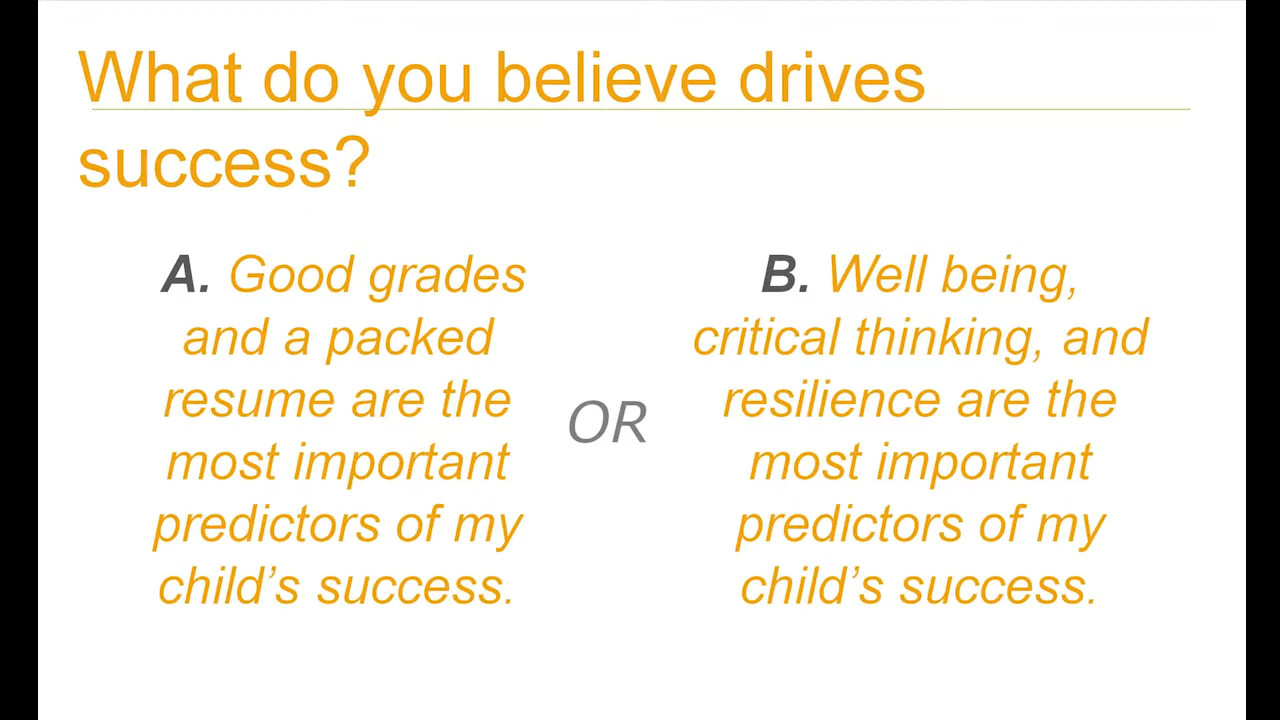 What do you believe drives
success?
A. Good grades
and a packed
resume are the
most important
predictors of my
child’s success.
OR
B. Well being,
critical thinking, and
resilience are the
most important
predictors of my
child’s success.